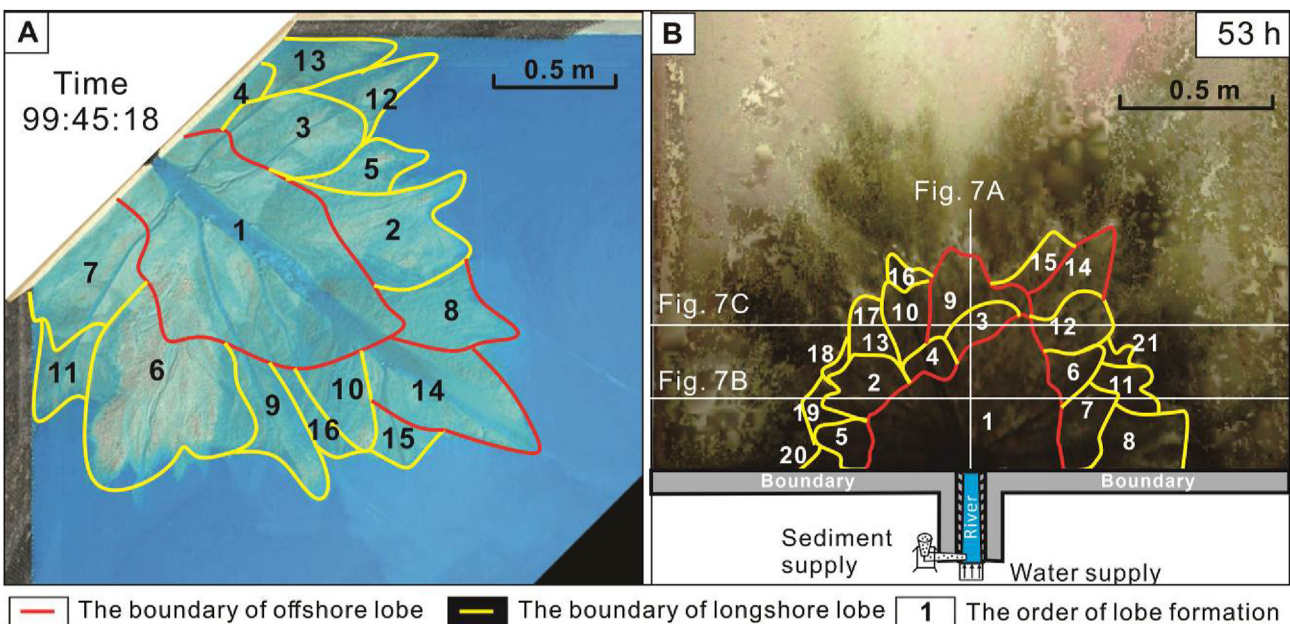 A
Time
99:45:18
0.5 m
13
4
12
3
5
1
2
7
8
11
6
10
14
9
16
15
B
53 h
0.5 m
Fig. 7A
15
14
16
9
Fig. 7C
17
10
3
12
13
18
4
21
2
6
Fig. 7B
11
19
7
1
5
8
20
Boundary
Boundary
River
Sediment
supply
Water supply
The boundary of offshore lobe
The boundary of longshore lobe
1 The order of lobe formation